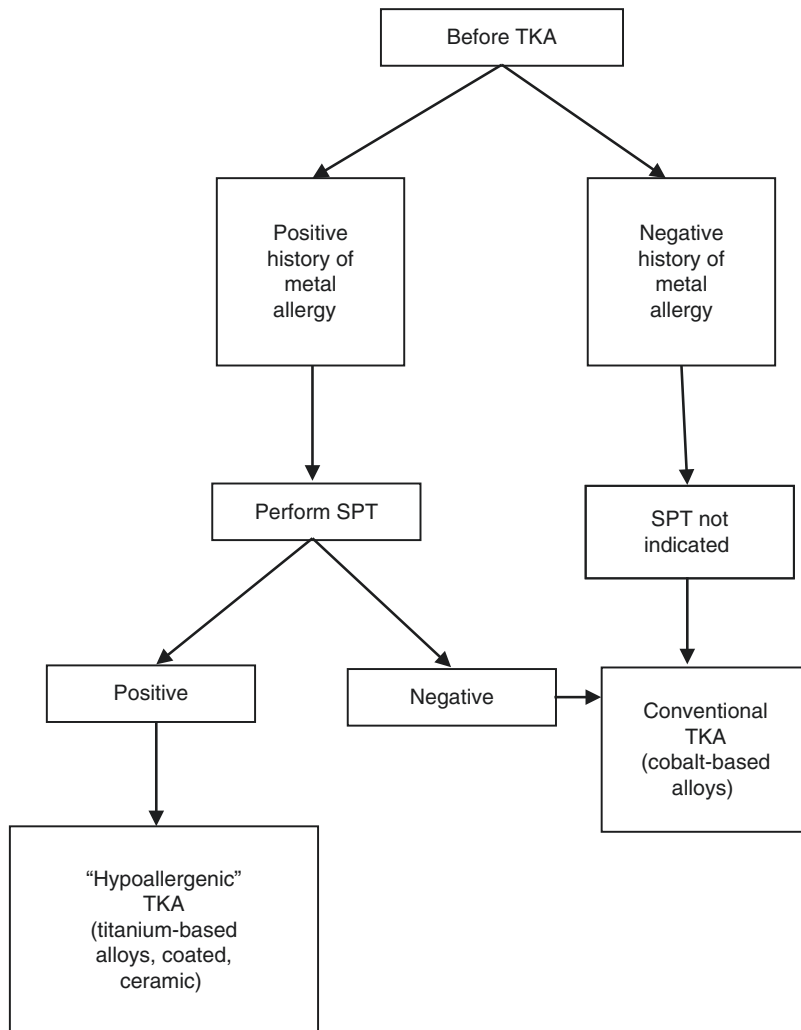 Before TKA
Positive
history of
metal
allergy
Negative
history of
metal
allergy
Perform SPT
SPT not
indicated
Positive
Negative
Conventional
TKA
(cobalt-based
alloys)
“Hypoallergenic”
TKA
(titanium-based
alloys, coated,
ceramic)